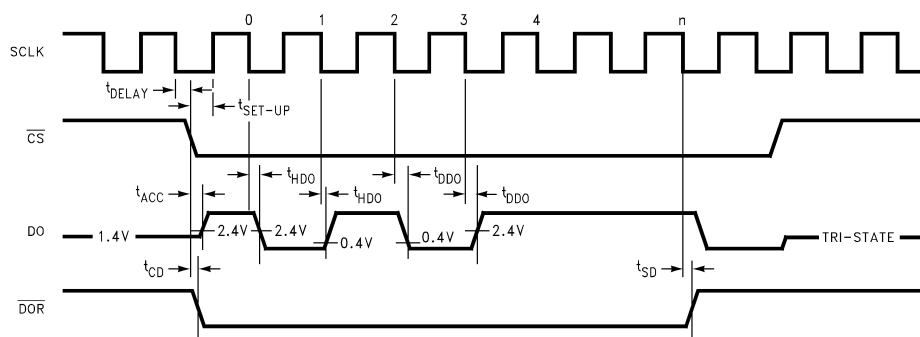 0 1 2 3 4 n
SCLK
tDELAY
tSET-UP
CS
tHDO tDDO
tACC tHDO tDDO
DO 1.4V 2.4V 2.4V 0.4V 0.4V 2.4V TRI-STATE
tCD tSD
DOR